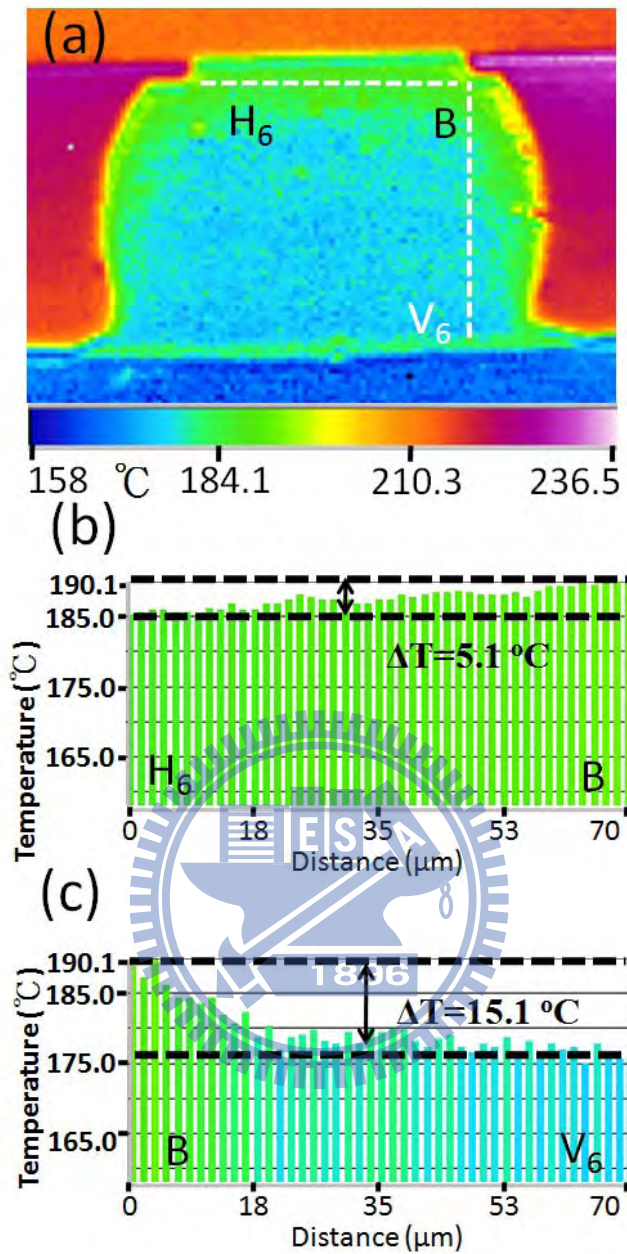 (a)
H₆
B
V₆
158 ℃ 184.1 210.3 236.5
(b)
190.1
185.0
175.0
165.0
Temperature (℃)
ΔT=5.1 ºC
H₆
B
0 18 35 53 70
Distance (μm)
(c)
190.1
185.0
175.0
165.0
Temperature (℃)
ΔT=15.1 ºC
B
V₆
0 18 35 53 70
Distance (μm)
E S A
1896